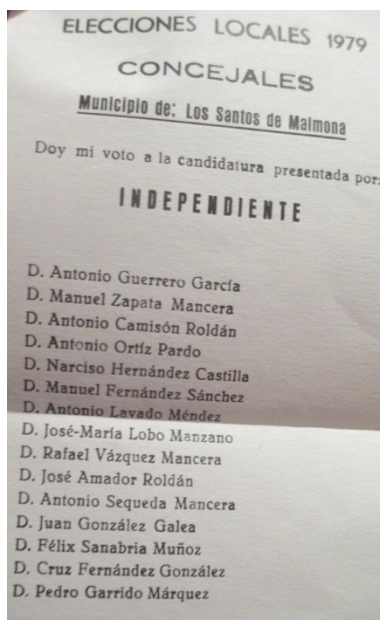 ELECCIONES LOCALES 1979
CONCEJALES
Municipio de: Los Santos de Maimona
Doy mi voto a la candidatura presentada por:
INDEPENDIENTE
D. Antonio Guerrero García
D. Manuel Zapata Mancera
D. Antonio Camisón Roldán
D. Antonio Ortíz Pardo
D. Narciso Hernández Castilla
D. Manuel Fernández Sánchez
D. Antonio Lavado Méndez
D. José-María Lobo Manzano
D. Rafael Vázquez Mancera
D. José Amador Roldán
D. Antonio Sequeda Mancera
D. Juan González Galea
D. Félix Sanabria Muñoz
D. Cruz Fernández González
D. Pedro Garrido Márquez